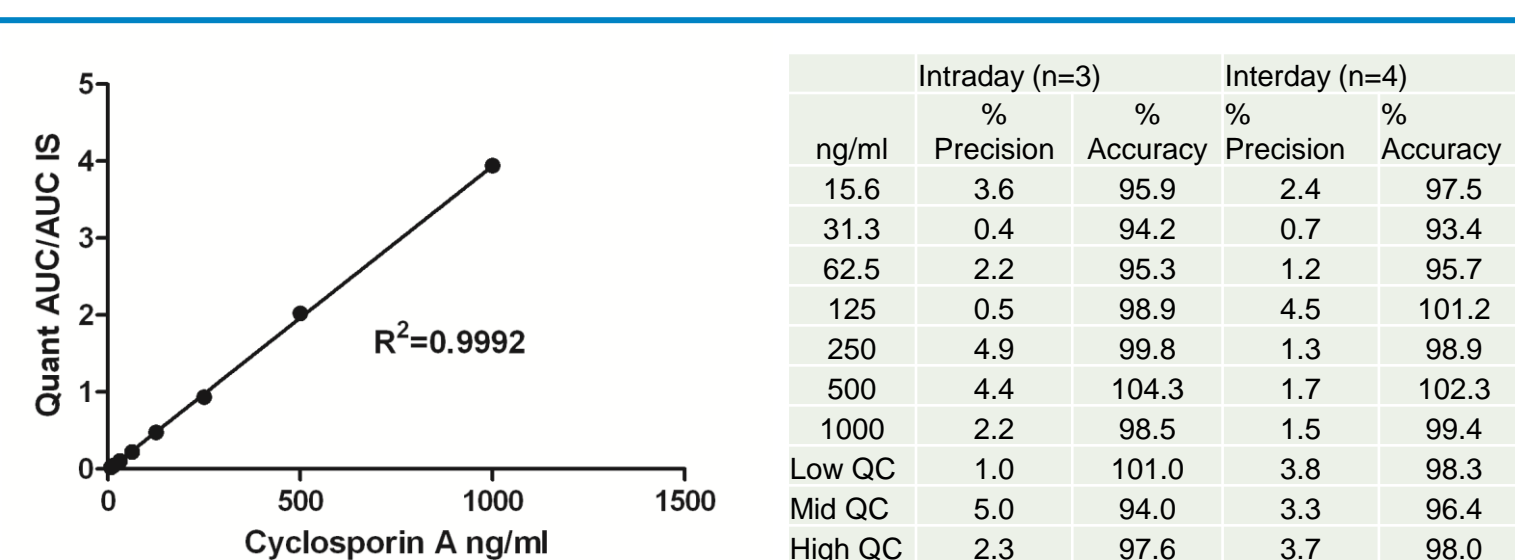 5
4
3
2
1
0
Quant AUC/AUC IS
R²=0.9992
0 500 1000 1500
Cyclosporin A ng/ml
Intraday (n=3) Interday (n=4)
% % % %
ng/ml Precision Accuracy Precision Accuracy
15.6 3.6 95.9 2.4 97.5
31.3 0.4 94.2 0.7 93.4
62.5 2.2 95.3 1.2 95.7
125 0.5 98.9 4.5 101.2
250 4.9 99.8 1.3 98.9
500 4.4 104.3 1.7 102.3
1000 2.2 98.5 1.5 99.4
Low QC 1.0 101.0 3.8 98.3
Mid QC 5.0 94.0 3.3 96.4
High QC 2.3 97.6 3.7 98.0